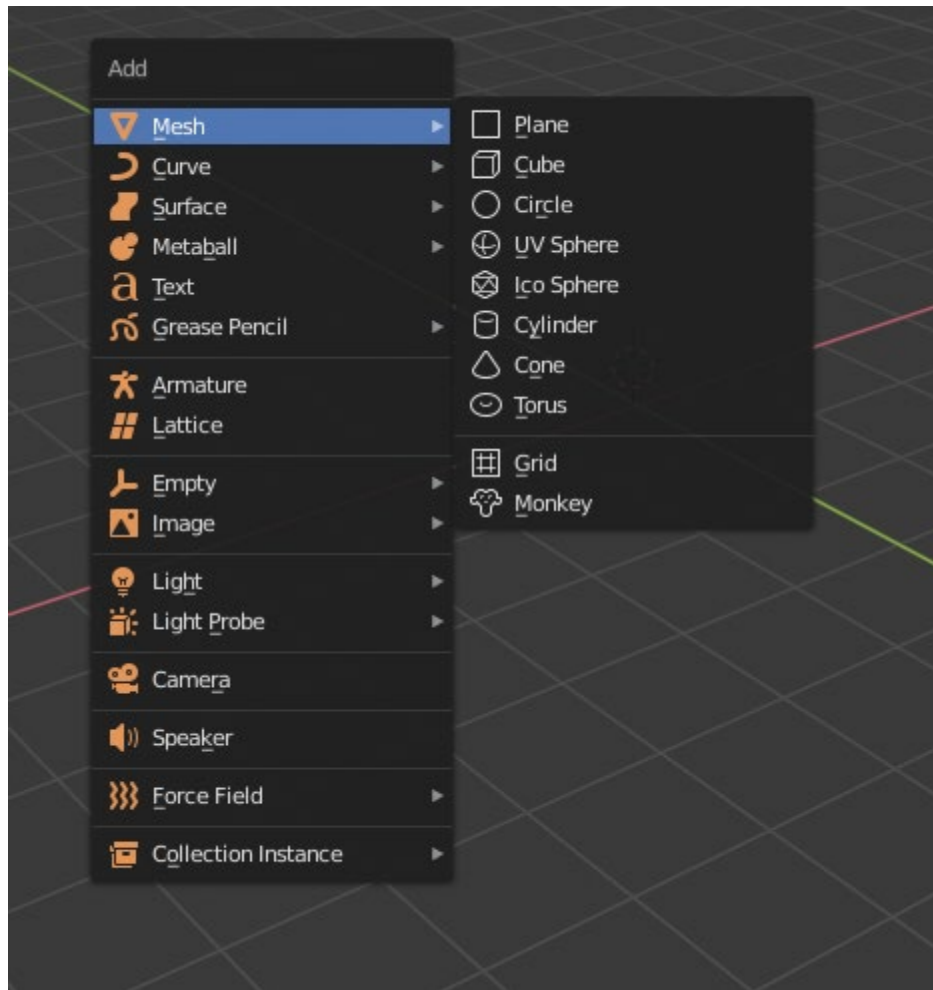 Add
Mesh
Curve
Surface
Metaball
Text
Grease Pencil
Armature
Lattice
Empty
Image
Light
Light Probe
Camera
Speaker
Force Field
Collection Instance
Plane
Cube
Circle
UV Sphere
Ico Sphere
Cylinder
Cone
Torus
Grid
Monkey